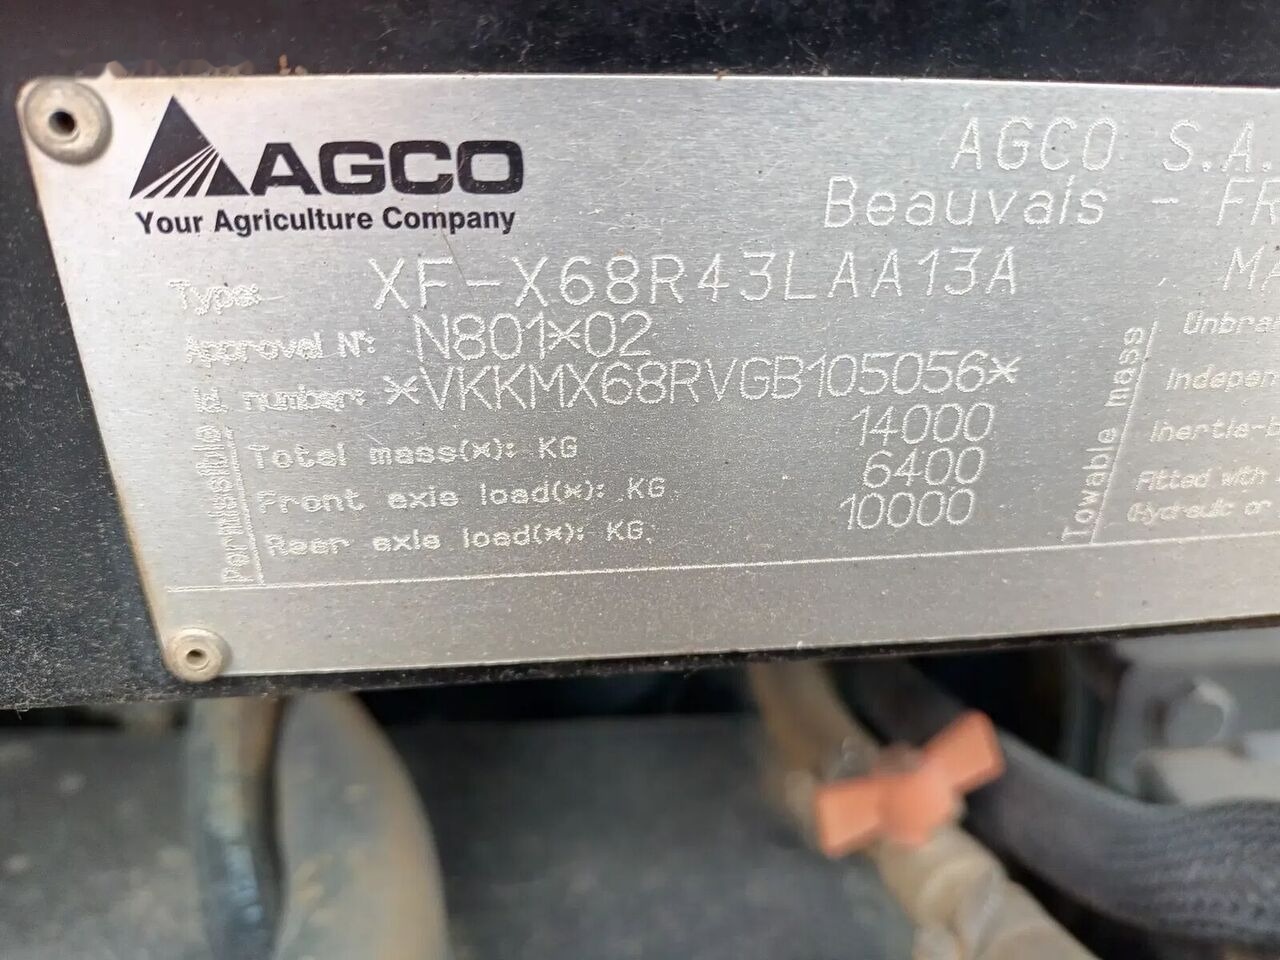 AGCO
Your Agriculture Company
AGCO S.A.
Beauvais - FR
Type: XF-X68R43LAA13A
MA
Approval N°: N801*02
Id. number: *VKKMX68RVGB105056*
Permissible
Total mass(*): KG 14000
Front axle load(*): KG 6400
Rear axle load(*): KG 10000
Towable mass
Unbra
Indepen
Inertia-b
Fitted with
(Hydraulic or